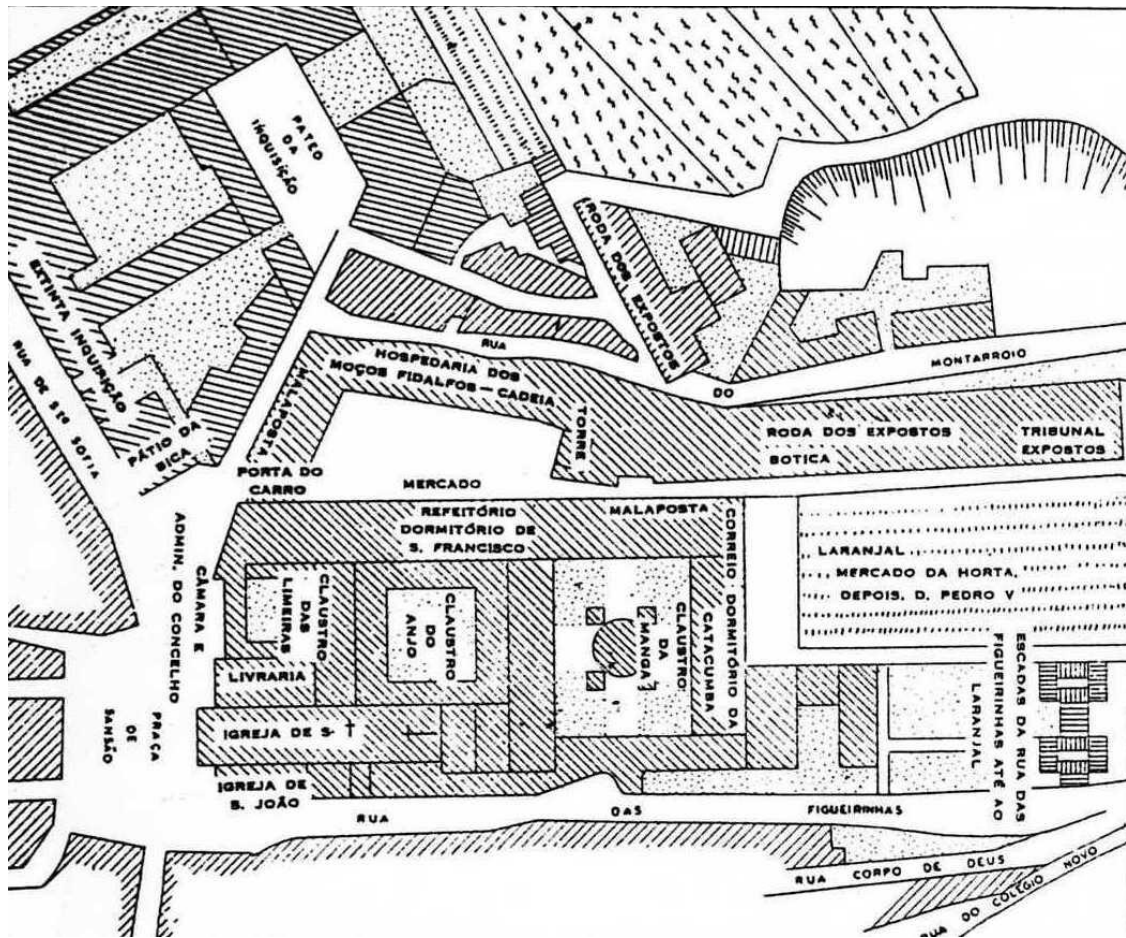 PATEO
DA
INQUISIÇÃO
EXTINTA INQUIRIÇÃO
RUA DE STA SOFIA
PÁTIO DA
BICA
MALAPOSTA
HOSPEDARIA DOS
MOÇOS FIDALFOS — CADEIA
RUA
DO
MONTARROIO
RODA DOS EXPOSTOS
TORRE
RODA DOS EXPOSTOS
BOTICA
TRIBUNAL
EXPOSTOS
PORTA DO
CARRO
MERCADO
REFEITÓRIO
DORMITÓRIO DE
S. FRANCISCO
MALAPOSTA
CORREIO DORMITÓRIO DA
CATACUMBA
CLAUSTRO
DA
MANGA
CLAUSTRO
DO
ANJO
CLAUSTRO
DAS
LIMEIRAS
CÂMARA E
ADMIN. DO CONCELHO
LARANJAL
MERCADO DA HORTA,
DEPOIS, D. PEDRO V
LIVRARIA
IGREJA DE S
IGREJA DE
S. JOÃO
PRAÇA
DE
SANSÃO
LARANJAL
ESCADAS DA RUA DAS
FIGUEIRINHAS ATÉ AO
RUA
DAS
FIGUEIRINHAS
RUA CORPO DE DEUS
RUA DO COLÉGIO NOVO